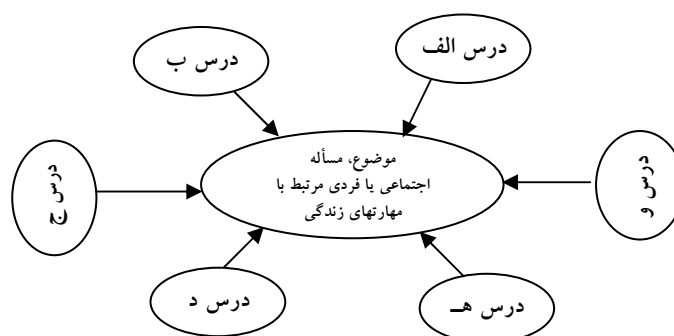 درس الف
درس ب
موضوع، مسأله
اجتماعی یا فردی مرتبط با
مهارتهای زندگی
درس و
درس ج
درس هـ
درس د